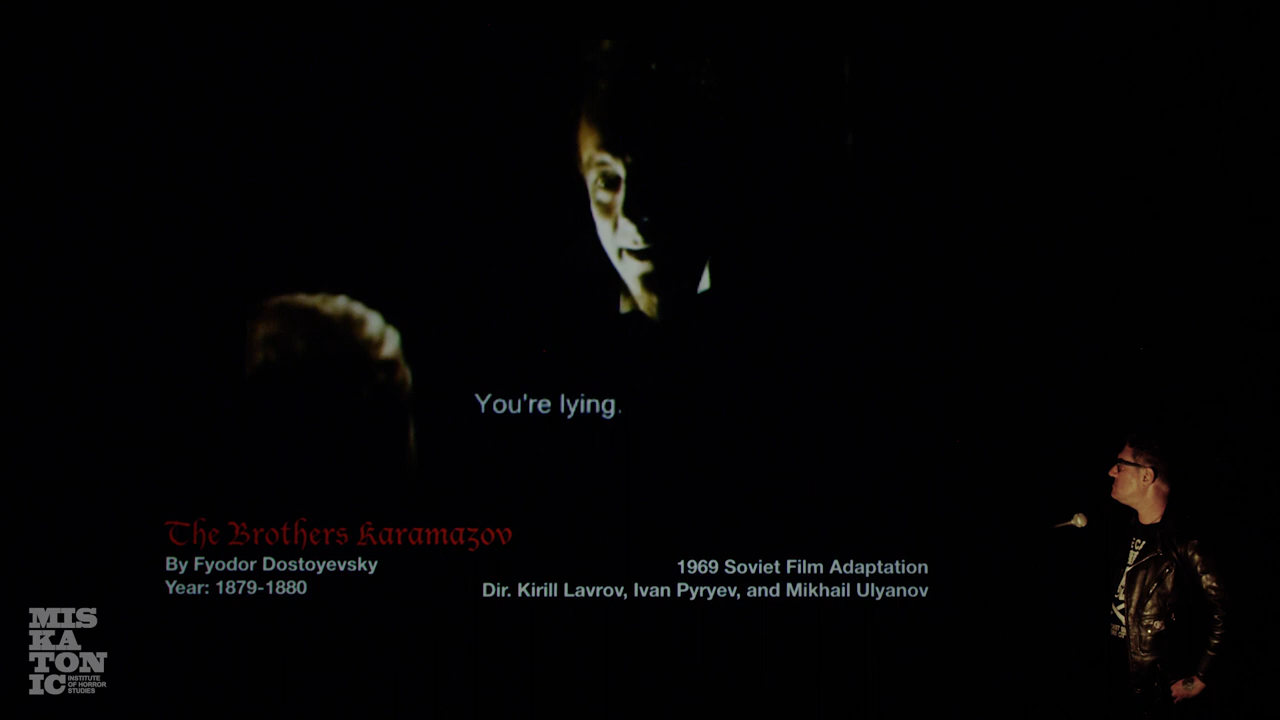 You're lying.
The Brothers Karamazov
By Fyodor Dostoyevsky
Year: 1879-1880
1969 Soviet Film Adaptation
Dir. Kirill Lavrov, Ivan Pyryev, and Mikhail Ulyanov
MIS
KA
TON
IC
INSTITUTE
OF HORROR
STUDIES